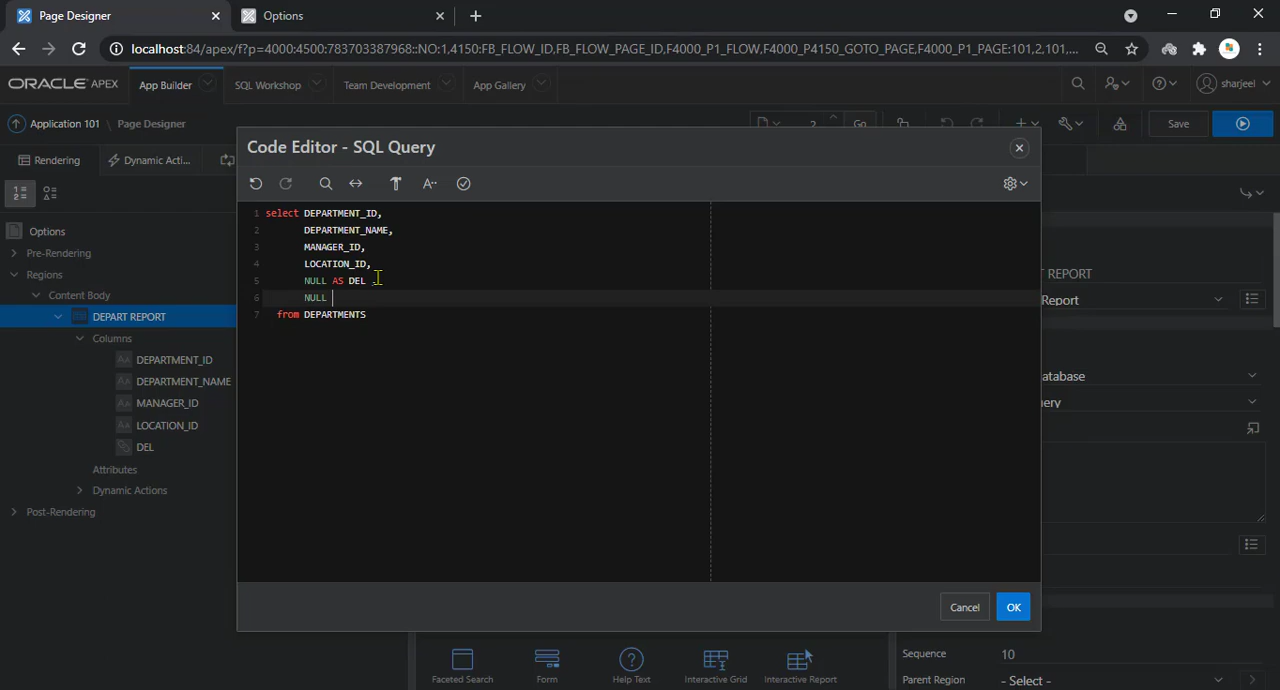 Page Designer
Options
localhost:84/apex/f?p=4000:4500:783703387968::NO:1,4150:FB_FLOW_ID,FB_FLOW_PAGE_ID,F4000_P1_FLOW,F4000_P4150_GOTO_PAGE,F4000_P1_PAGE:101,2,101,...
ORACLE APEX
App Builder
SQL Workshop
Team Development
App Gallery
sharjeel
Application 101 \ Page Designer
2
Go
Save
Rendering
Dynamic Acti...
Code Editor - SQL Query
1 select DEPARTMENT_ID,
2 DEPARTMENT_NAME,
3 MANAGER_ID,
4 LOCATION_ID,
5 NULL AS DEL
6 NULL
7 from DEPARTMENTS
Options
Pre-Rendering
Regions
Content Body
DEPART REPORT
Columns
DEPARTMENT_ID
DEPARTMENT_NAME
MANAGER_ID
LOCATION_ID
DEL
Attributes
Dynamic Actions
Post-Rendering
T REPORT
Report
atabase
ery
Cancel
OK
Faceted Search
Form
Help Text
Interactive Grid
Interactive Report
Sequence
10
Parent Region
- Select -